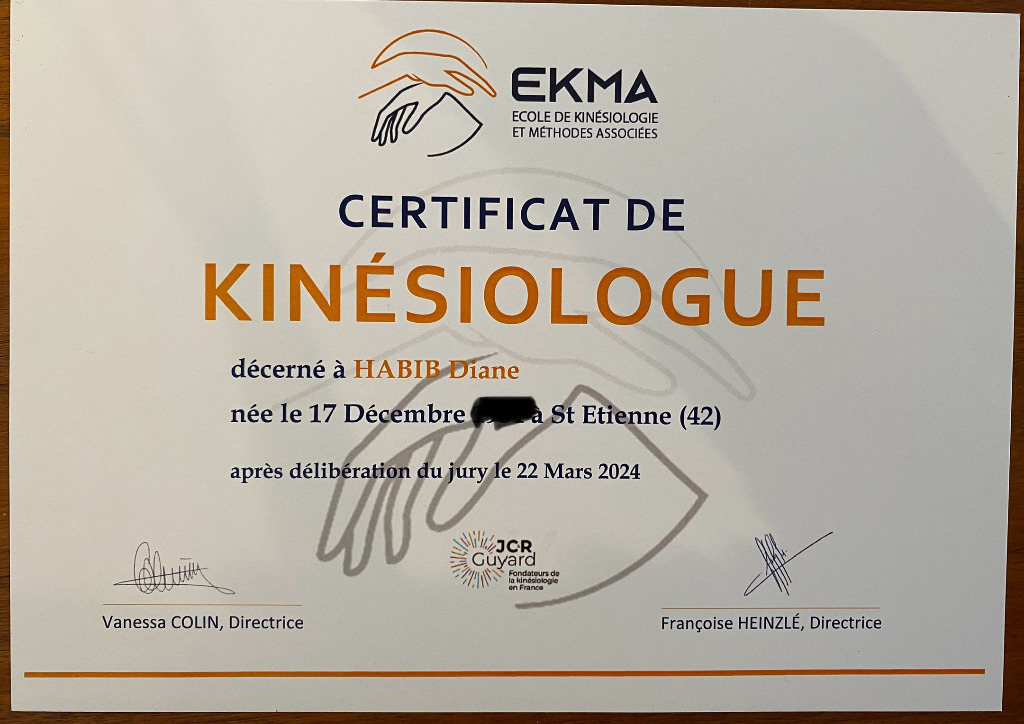 EKMA
ECOLE DE KINÉSIOLOGIE
ET MÉTHODES ASSOCIÉES
CERTIFICAT DE
KINÉSIOLOGUE
décerné à HABIB Diane
née le 17 Décembre à St Etienne (42)
après délibération du jury le 22 Mars 2024
JCR
Guyard
Fondateurs de
la kinésiologie
en France
Vanessa COLIN, Directrice
Françoise HEINZLÉ, Directrice